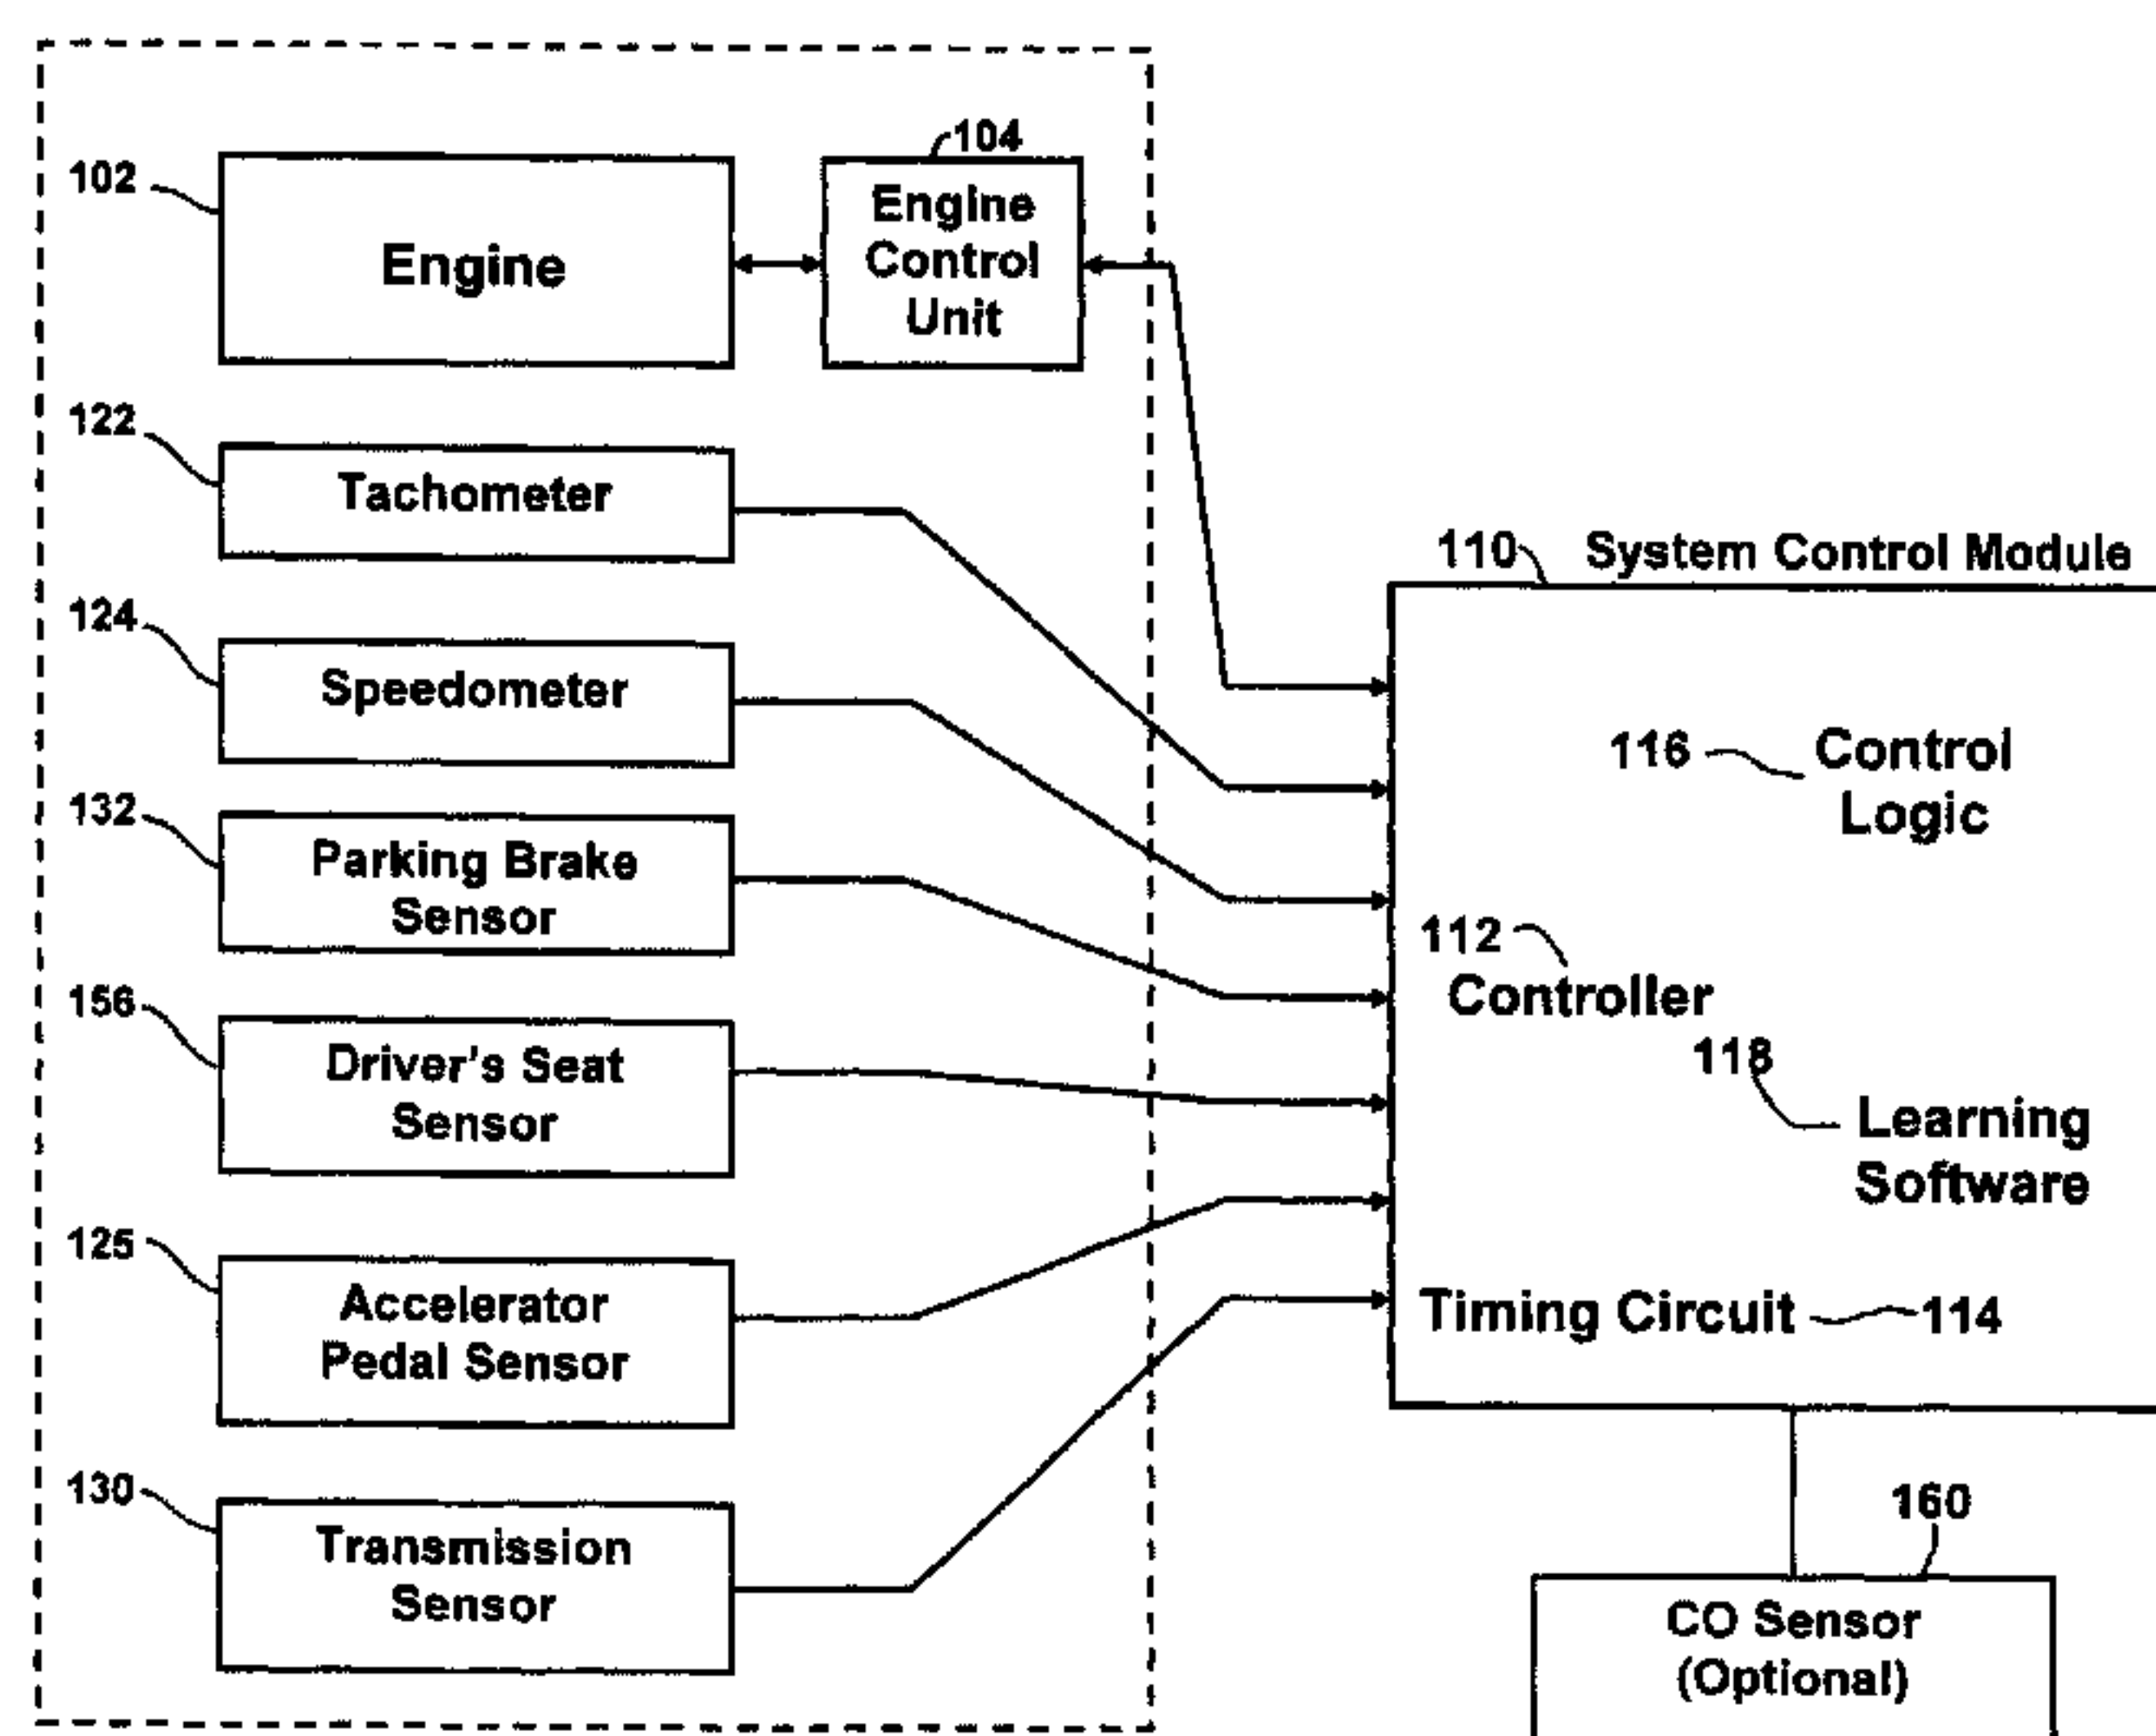 102
Engine
104
Engine
Control
Unit
122
Tachometer
124
Speedometer
132
Parking Brake
Sensor
156
Driver's Seat
Sensor
125
Accelerator
Pedal Sensor
130
Transmission
Sensor
110 System Control Module
116 Control
Logic
112
Controller
118
Learning
Software
Timing Circuit 114
160
CO Sensor
(Optional)